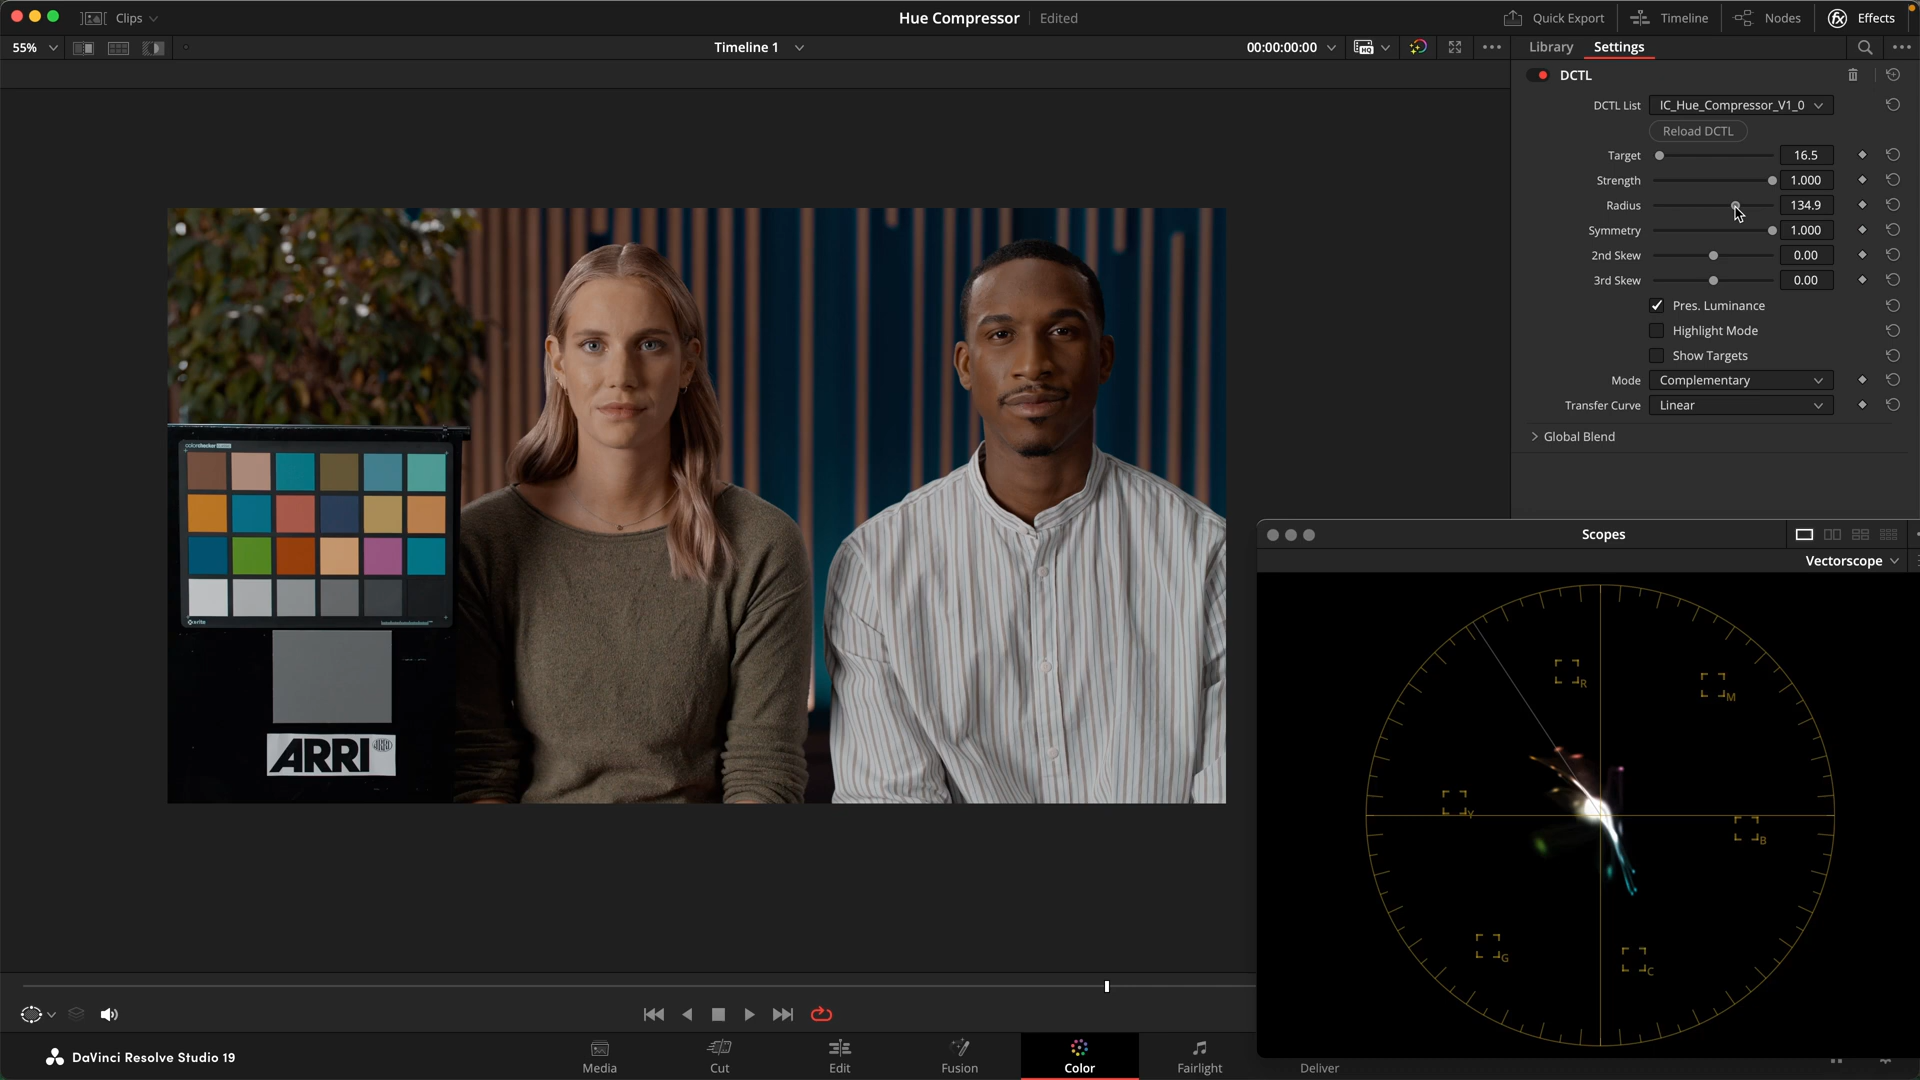 Clips
Hue Compressor
Edited
Quick Export
Timeline
Nodes
Effects
55%
Timeline 1
00:00:00:00
HQ
Library
Settings
DCTL
DCTL List
IC_Hue_Compressor_V1_0
Reload DCTL
Target
16.5
Strength
1.000
Radius
134.9
Symmetry
1.000
2nd Skew
0.00
3rd Skew
0.00
Pres. Luminance
Highlight Mode
Show Targets
Mode
Complementary
Transfer Curve
Linear
Global Blend
colorchecker
x-rite
ARRI
Scopes
Vectorscope
R
M
Y
B
G
C
DaVinci Resolve Studio 19
Media
Cut
Edit
Fusion
Color
Fairlight
Deliver